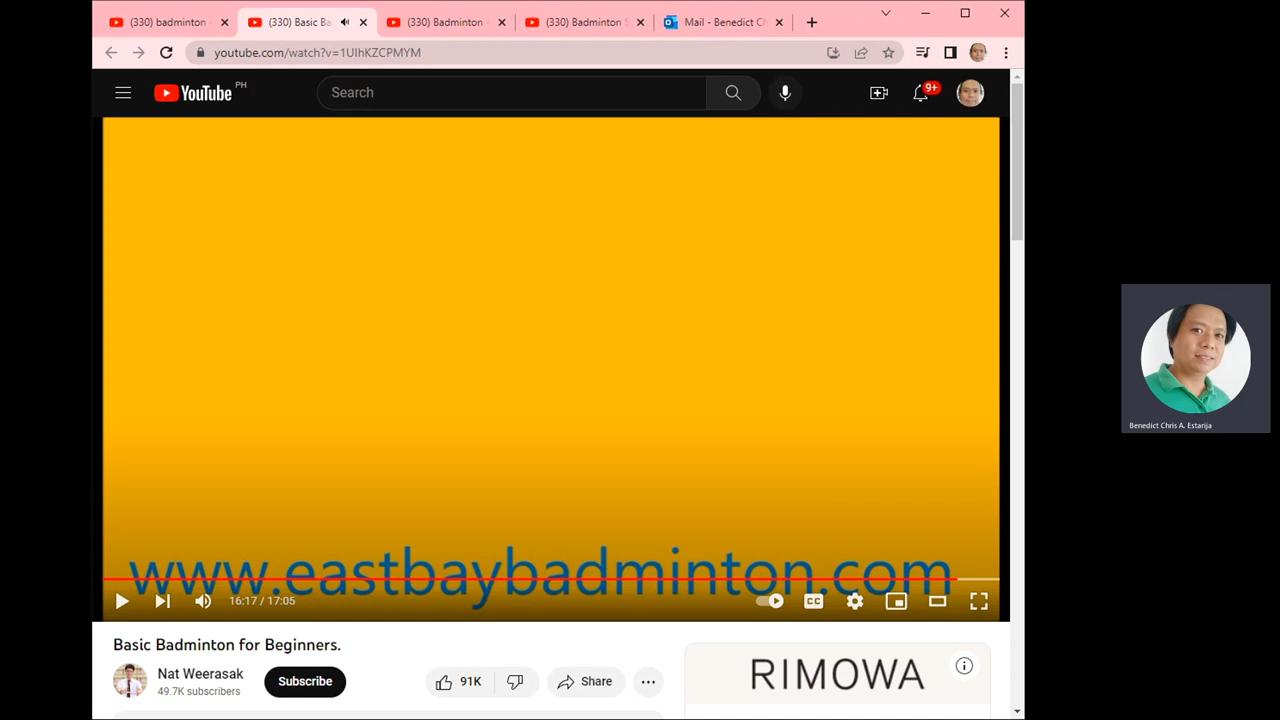 (330) badminton
(330) Basic Ba
(330) Badminton
(330) Badminton S
Mail - Benedict Ch
youtube.com/watch?v=1UIhKZCPMYM
YouTube PH
Search
9+
www.eastbaybadminton.com
16:17 / 17:05
CC
Basic Badminton for Beginners.
Nat Weerasak
49.7K subscribers
Subscribe
91K
Share
RIMOWA
Benedict Chris A. Estarija